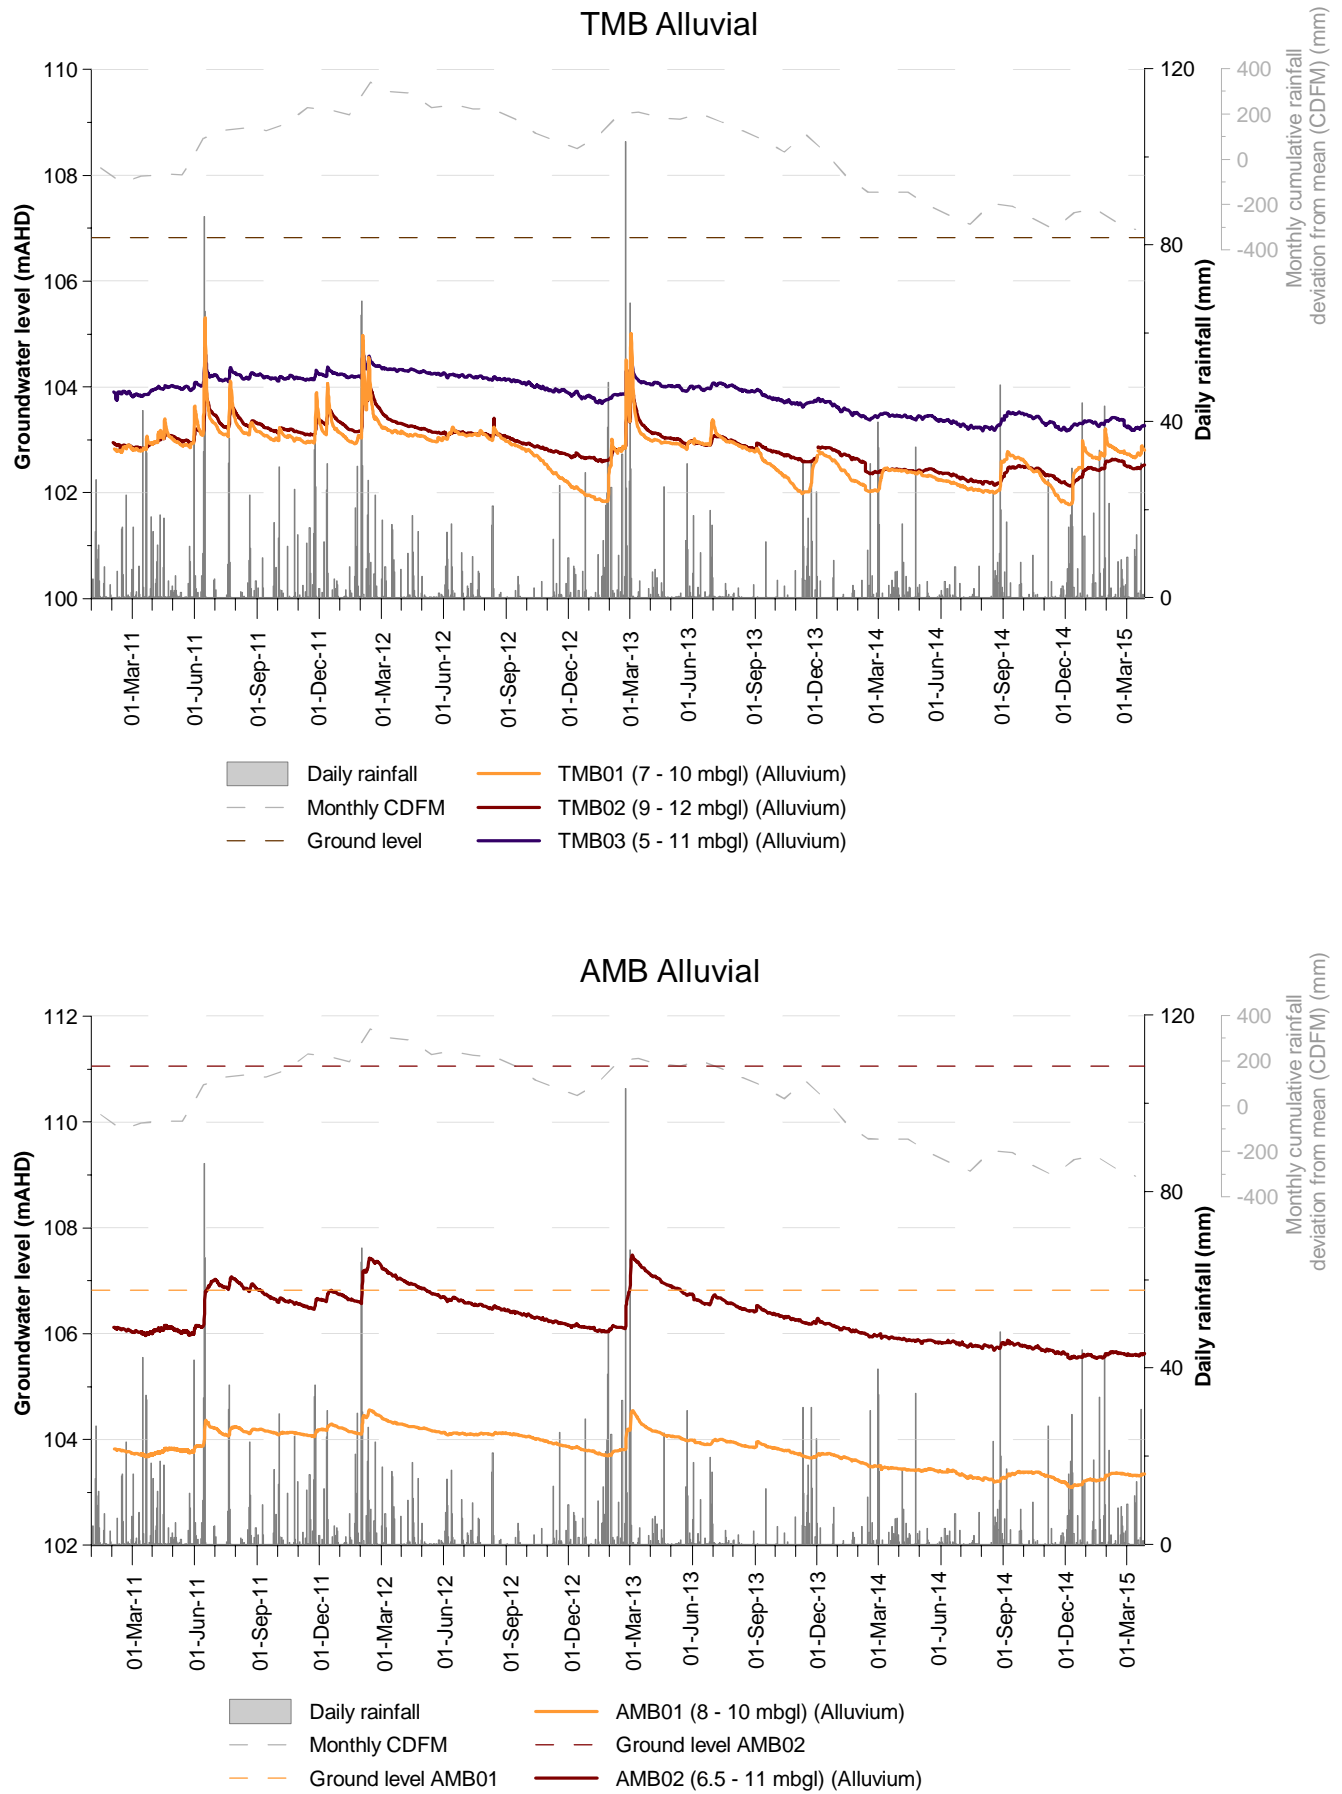 TMB Alluvial
Groundwater level (mAHD)
110
108
106
104
102
100
120
80
40
0
Daily rainfall (mm)
400
200
0
-200
-400
Monthly cumulative rainfall
deviation from mean (CDFM) (mm)
01-Mar-11
01-Jun-11
01-Sep-11
01-Dec-11
01-Mar-12
01-Jun-12
01-Sep-12
01-Dec-12
01-Mar-13
01-Jun-13
01-Sep-13
01-Dec-13
01-Mar-14
01-Jun-14
01-Sep-14
01-Dec-14
01-Mar-15
Daily rainfall
Monthly CDFM
Ground level
TMB01 (7 - 10 mbgl) (Alluvium)
TMB02 (9 - 12 mbgl) (Alluvium)
TMB03 (5 - 11 mbgl) (Alluvium)
AMB Alluvial
Groundwater level (mAHD)
112
110
108
106
104
102
120
80
40
0
Daily rainfall (mm)
400
200
0
-200
-400
Monthly cumulative rainfall
deviation from mean (CDFM) (mm)
01-Mar-11
01-Jun-11
01-Sep-11
01-Dec-11
01-Mar-12
01-Jun-12
01-Sep-12
01-Dec-12
01-Mar-13
01-Jun-13
01-Sep-13
01-Dec-13
01-Mar-14
01-Jun-14
01-Sep-14
01-Dec-14
01-Mar-15
Daily rainfall
Monthly CDFM
Ground level AMB01
AMB01 (8 - 10 mbgl) (Alluvium)
Ground level AMB02
AMB02 (6.5 - 11 mbgl) (Alluvium)